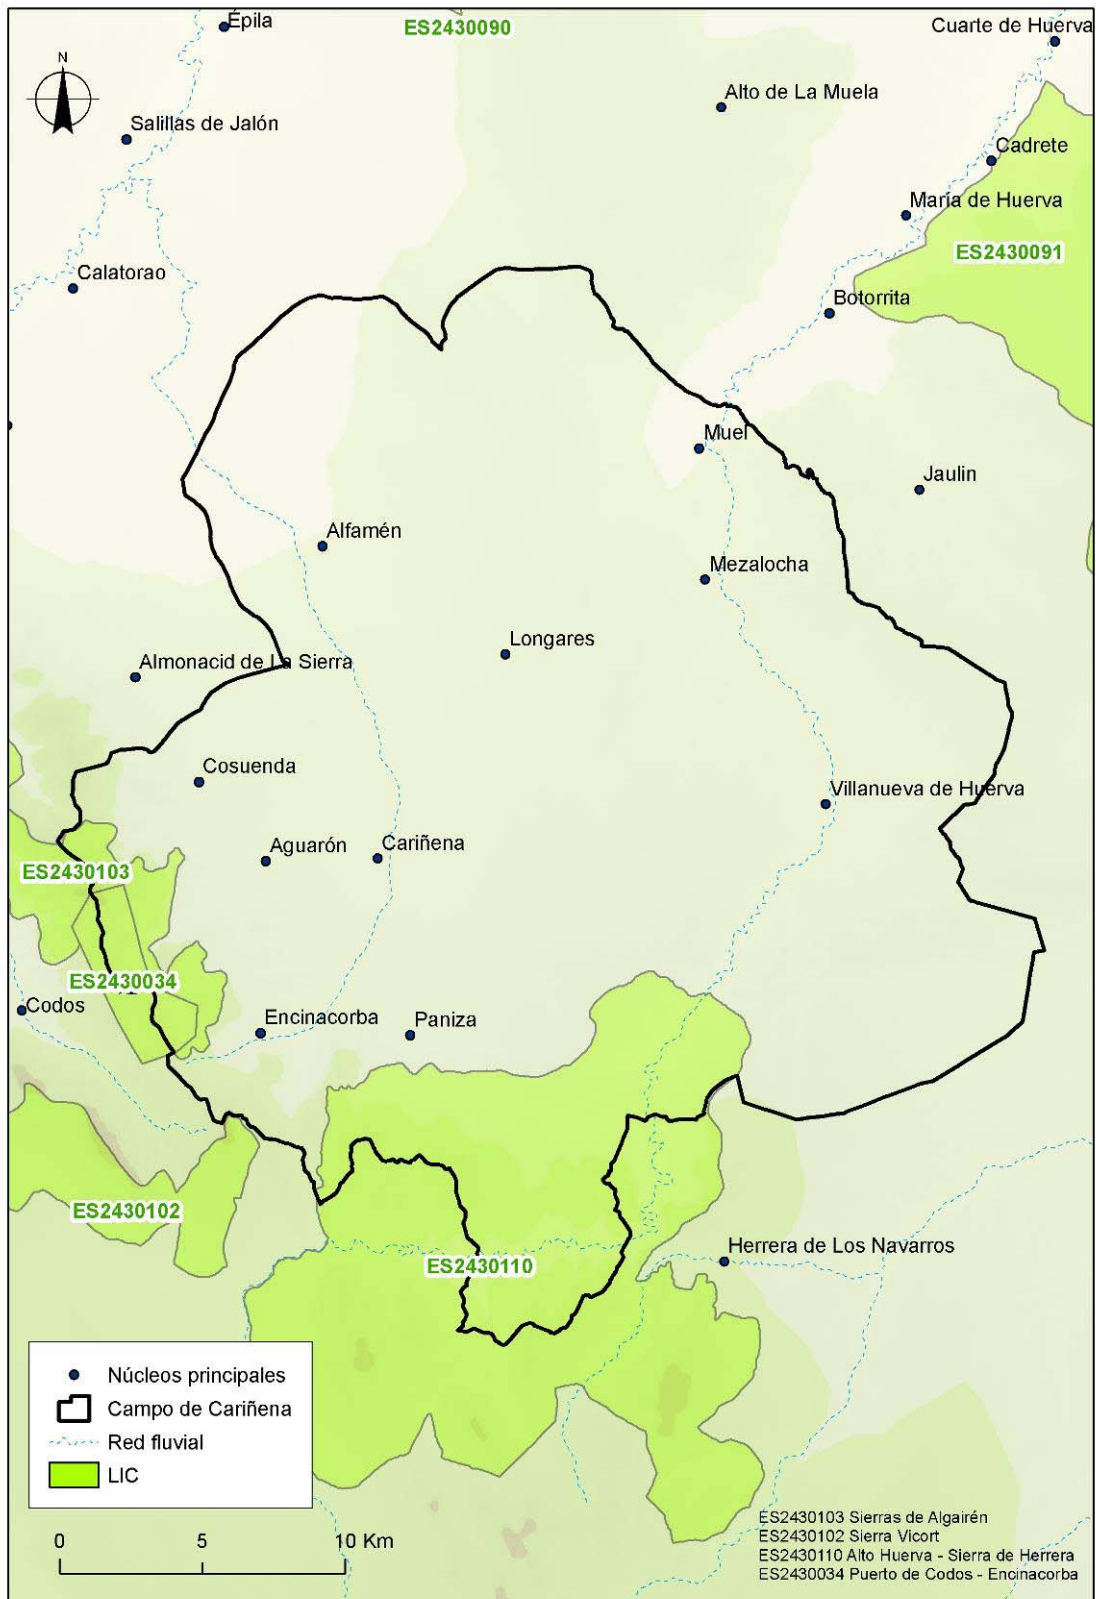 Épila
ES2430090
Cuarte de Huerva
N
Alto de La Muela
Salillas de Jalón
Cadrete
María de Huerva
ES2430091
Calatorao
Botorrita
Muel
Jaulin
Alfamén
Mezalocha
Longares
Almonacid de La Sierra
Cosuenda
Villanueva de Huerva
Aguarón
Cariñena
ES2430103
ES2430034
Codos
Encinacorba
Paniza
ES2430102
Herrera de Los Navarros
ES2430110
Núcleos principales
Campo de Cariñena
Red fluvial
LIC
0 5 10 Km
ES2430103 Sierras de Algairén
ES2430102 Sierra Vicort
ES2430110 Alto Huerva - Sierra de Herrera
ES2430034 Puerto de Codos - Encinacorba